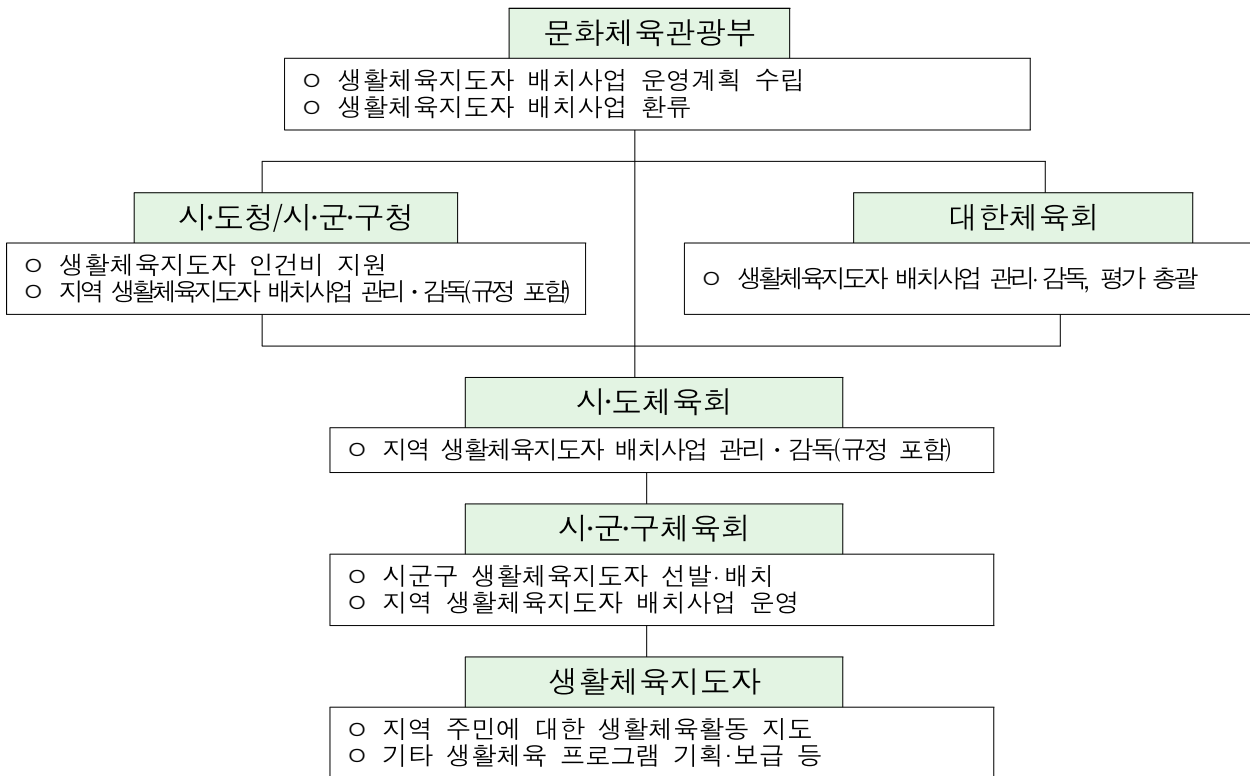 문화체육관광부
ㅇ 생활체육지도자 배치사업 운영계획 수립
ㅇ 생활체육지도자 배치사업 환류
시·도청/시·군·구청
ㅇ 생활체육지도자 인건비 지원
ㅇ 지역 생활체육지도자 배치사업 관리·감독(규정 포함)
대한체육회
ㅇ 생활체육지도자 배치사업 관리·감독, 평가 총괄
시·도체육회
ㅇ 지역 생활체육지도자 배치사업 관리·감독(규정 포함)
시·군·구체육회
ㅇ 시군구 생활체육지도자 선발·배치
ㅇ 지역 생활체육지도자 배치사업 운영
생활체육지도자
ㅇ 지역 주민에 대한 생활체육활동 지도
ㅇ 기타 생활체육 프로그램 기획·보급 등